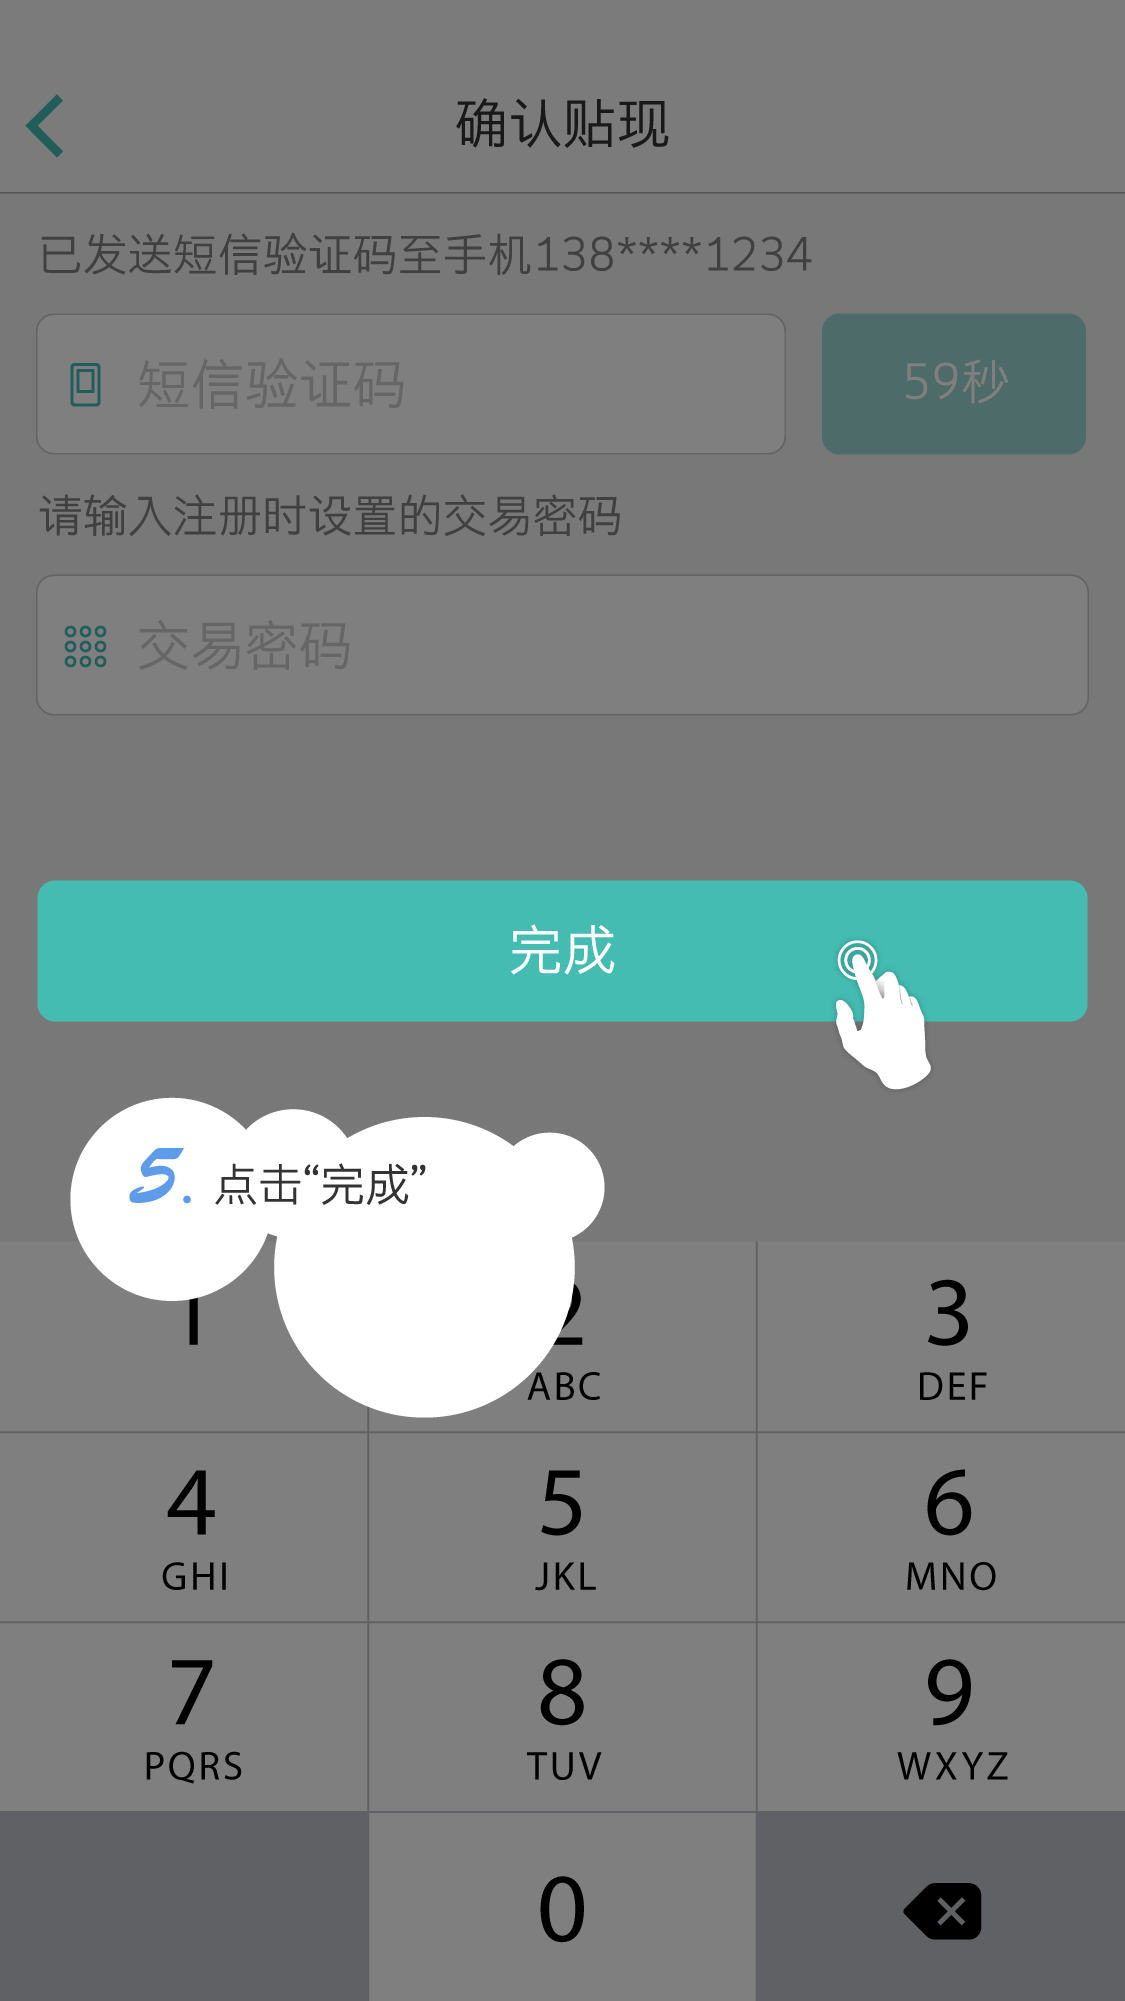 确认贴现
已发送短信验证码至手机138****1234
短信验证码
59秒
请输入注册时设置的交易密码
交易密码
完成
5. 点击“完成”
1 2 3
ABC DEF
4 5 6
GHI JKL MNO
7 8 9
PQRS TUV WXYZ
0